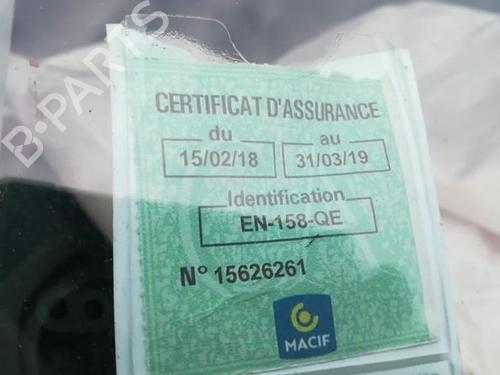 B-PARTS
CERTIFICAT D'ASSURANCE
du au
15/02/18 31/03/19
Identification
EN-158-QE
N° 15626261
MACIF